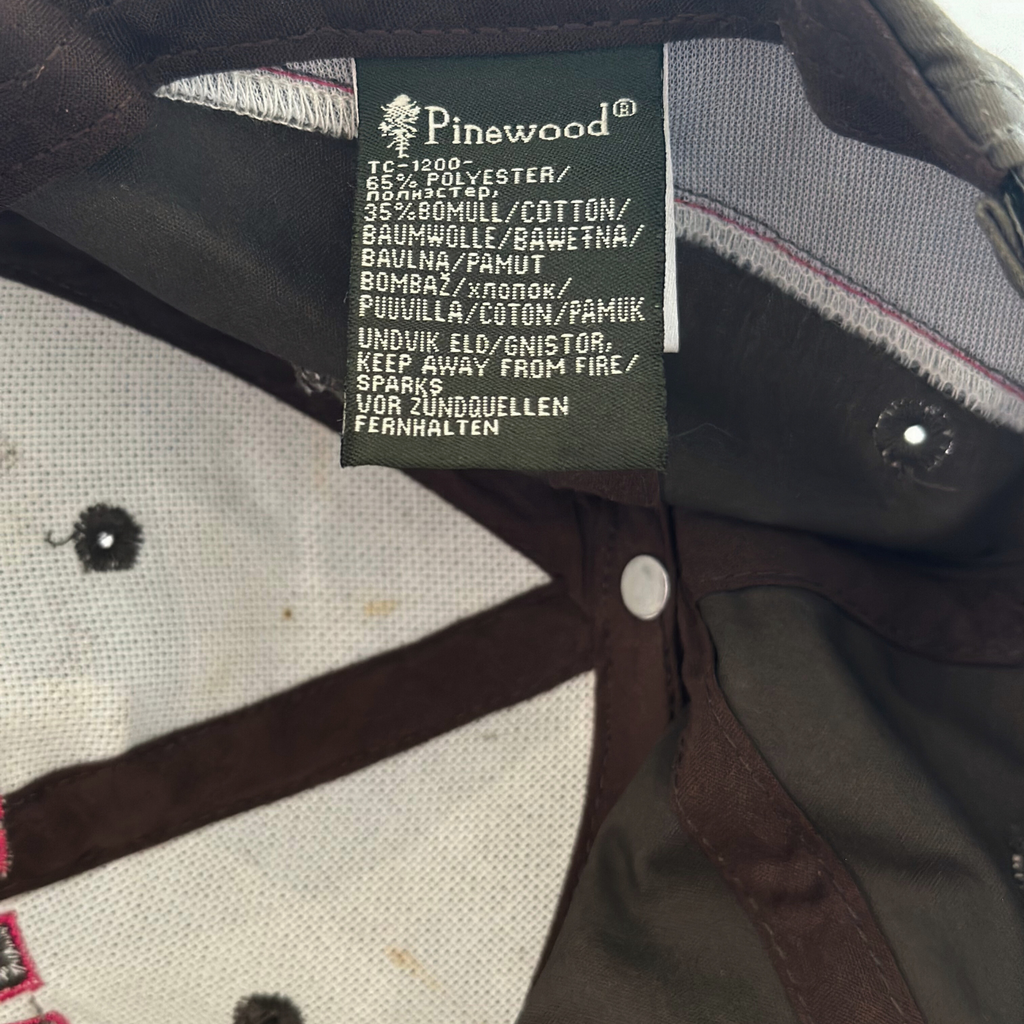 Pinewood®
TC-1200-
65% POLYESTER/
полиэстер,
35%BOMULL/COTTON/
BAUMWOLLE/BAWEŁNA/
BAVLNA/PAMUT
BOMBAŽ/хлопок/
PUUVILLA/COTON/PAMUK
UNDVIK ELD/GNISTOR,
KEEP AWAY FROM FIRE/
SPARKS
VOR ZÜNDQUELLEN
FERNHALTEN